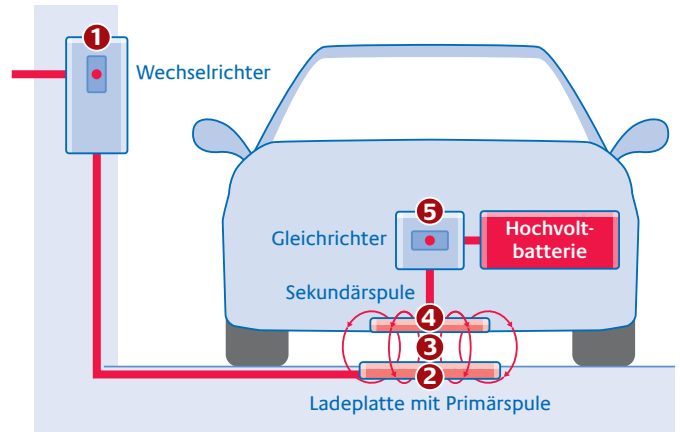 1
Wechselrichter
5
Gleichrichter
Hochvolt-
batterie
Sekundärspule
4
3
2
Ladeplatte mit Primärspule